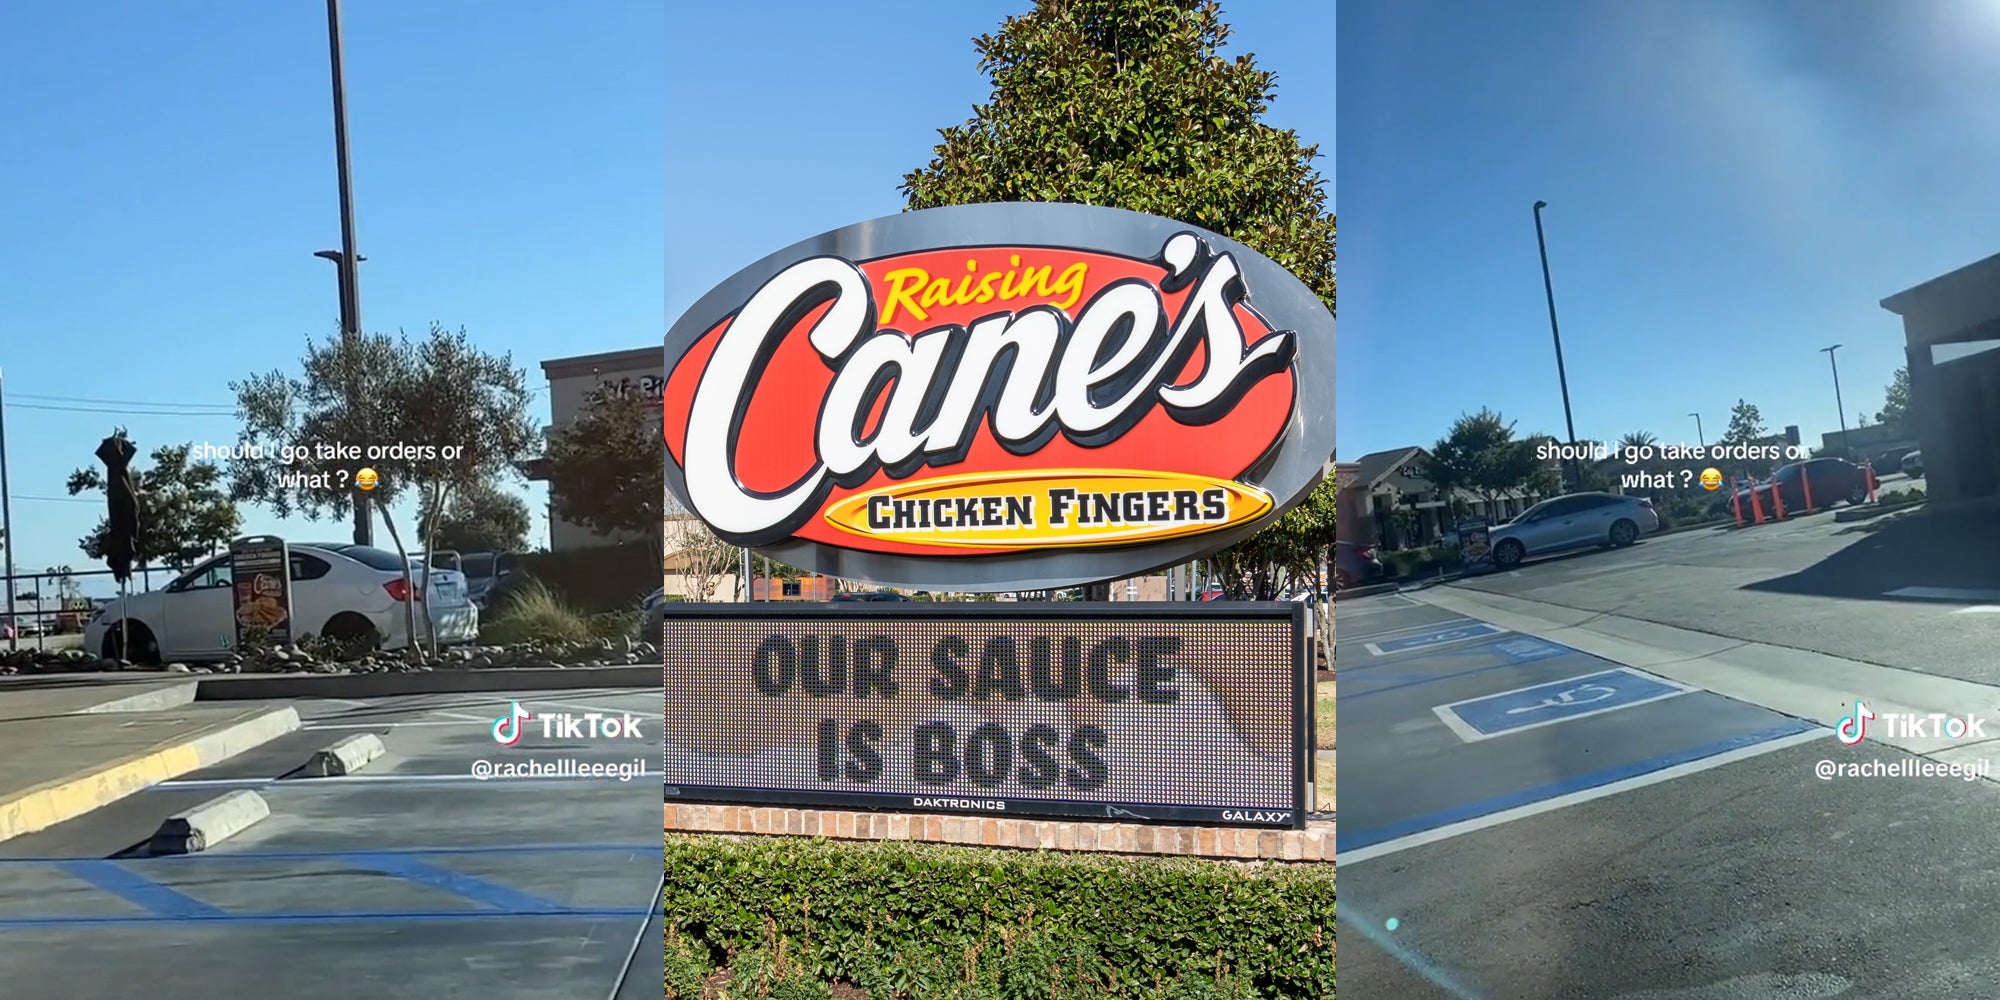 should I go take orders or
what ? 😂
TikTok
@rachellleeegil
Raising
Cane's
CHICKEN FINGERS
OUR SAUCE
IS BOSS
DAKTRONICS
GALAXY®
should I go take orders or
what ? 😂
TikTok
@rachellleeegil